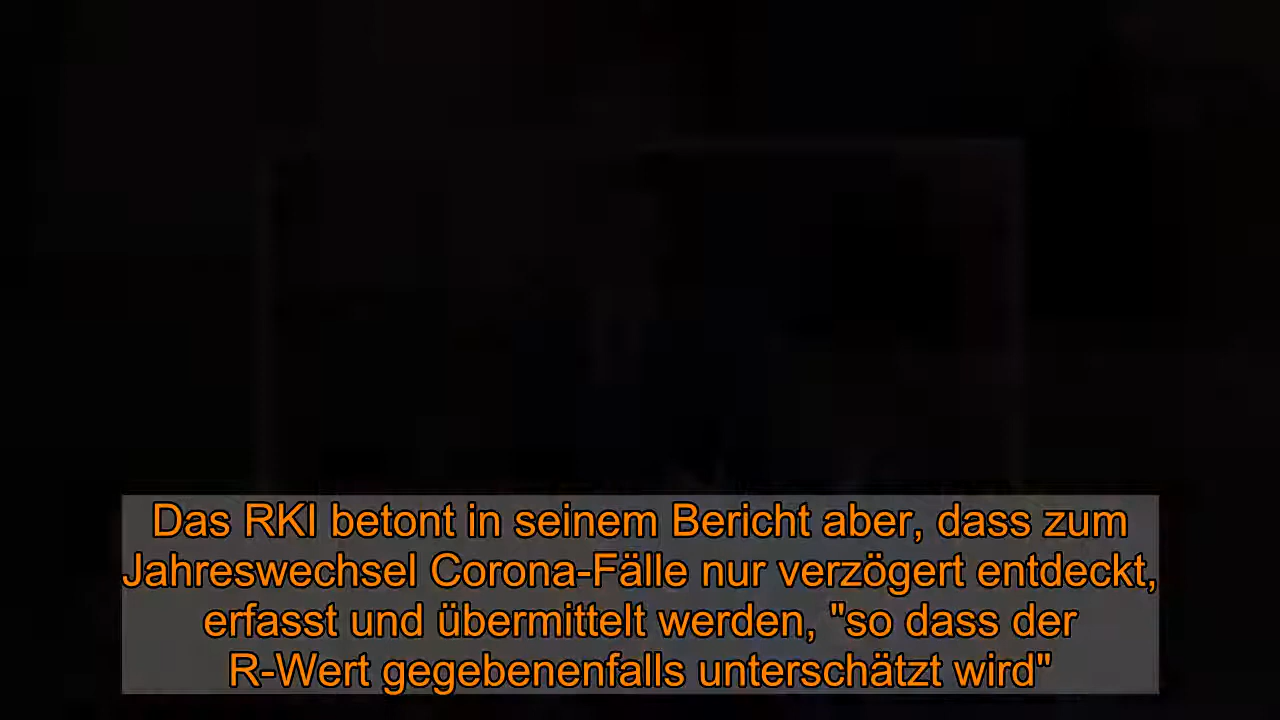 Das RKI betont in seinem Bericht aber, dass zum
Jahreswechsel Corona-Fälle nur verzögert entdeckt,
erfasst und übermittelt werden, "so dass der
R-Wert gegebenenfalls unterschätzt wird"